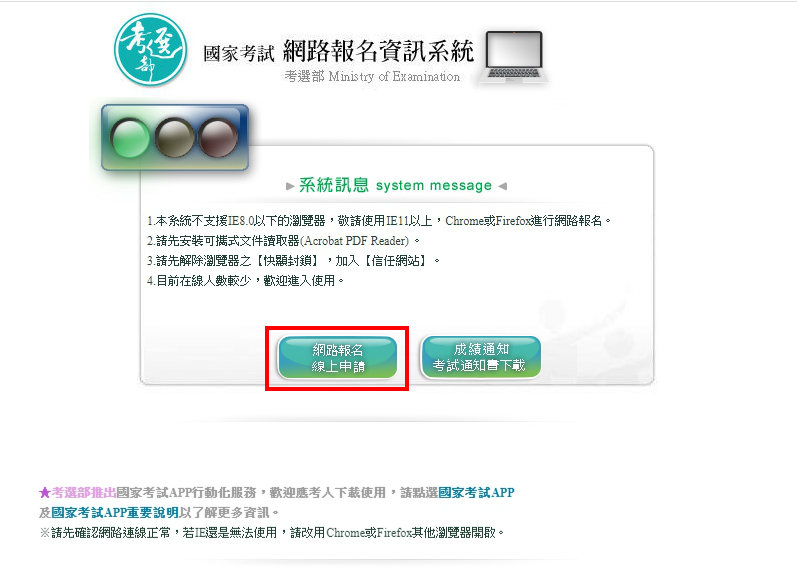 考選部
國家考試 網路報名資訊系統
考選部 Ministry of Examination
系統訊息 system message
1.本系統不支援IE8.0以下的瀏覽器，敬請使用IE11以上，Chrome或Firefox進行網路報名。
2.請先安裝可攜式文件讀取器(Acrobat PDF Reader) 。
3.請先解除瀏覽器之【快顯封鎖】，加入【信任網站】。
4.目前在線人數較少，歡迎進入使用。
網路報名
線上申請
成績通知
考試通知書下載
★考選部推出國家考試APP行動化服務，歡迎應考人下載使用，請點選國家考試APP
及國家考試APP重要說明以了解更多資訊。
※請先確認網路連線正常，若IE還是無法使用，請改用Chrome或Firefox其他瀏覽器開啟。